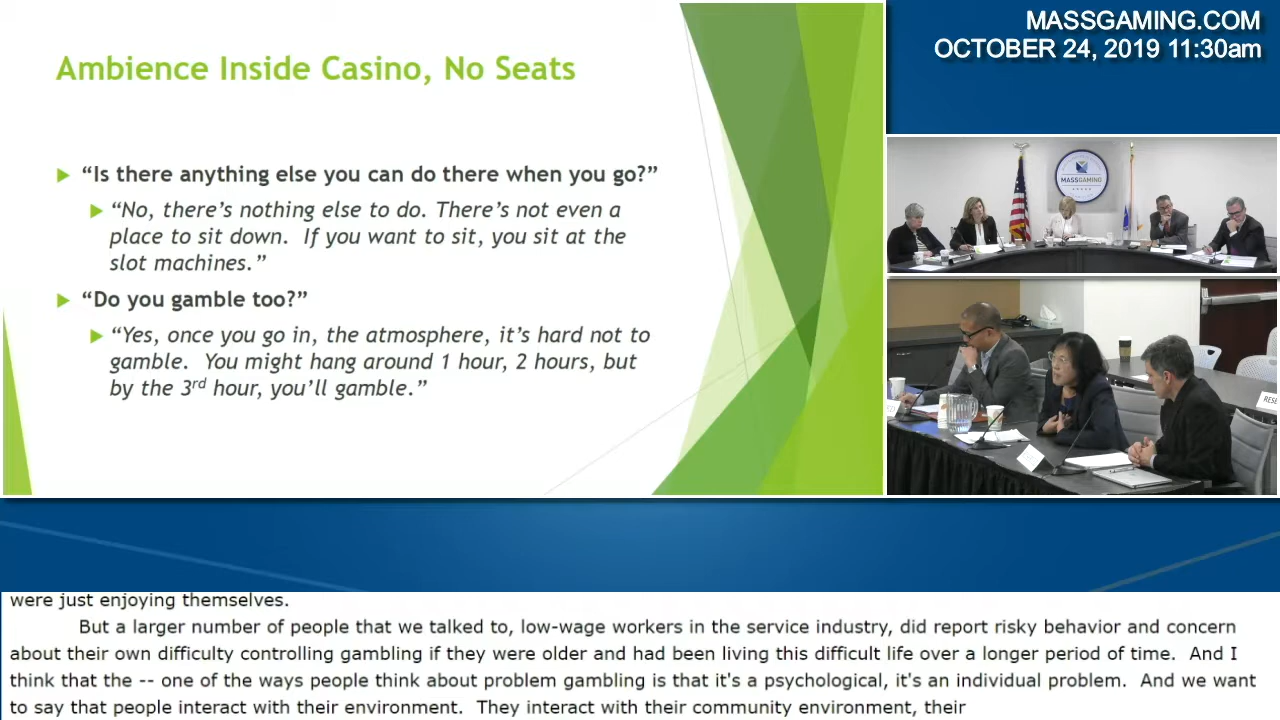 Ambience Inside Casino, No Seats
“Is there anything else you can do there when you go?”
“No, there’s nothing else to do. There’s not even a
place to sit down.  If you want to sit, you sit at the
slot machines.”
“Do you gamble too?”
“Yes, once you go in, the atmosphere, it’s hard not to
gamble.  You might hang around 1 hour, 2 hours, but
by the 3rd hour, you’ll gamble.”
MASSGAMING.COM
OCTOBER 24, 2019 11:30am
MASSGAMING
were just enjoying themselves.
But a larger number of people that we talked to, low-wage workers in the service industry, did report risky behavior and concern
about their own difficulty controlling gambling if they were older and had been living this difficult life over a longer period of time.  And I
think that the -- one of the ways people think about problem gambling is that it's a psychological, it's an individual problem.  And we want
to say that people interact with their environment.  They interact with their community environment, their